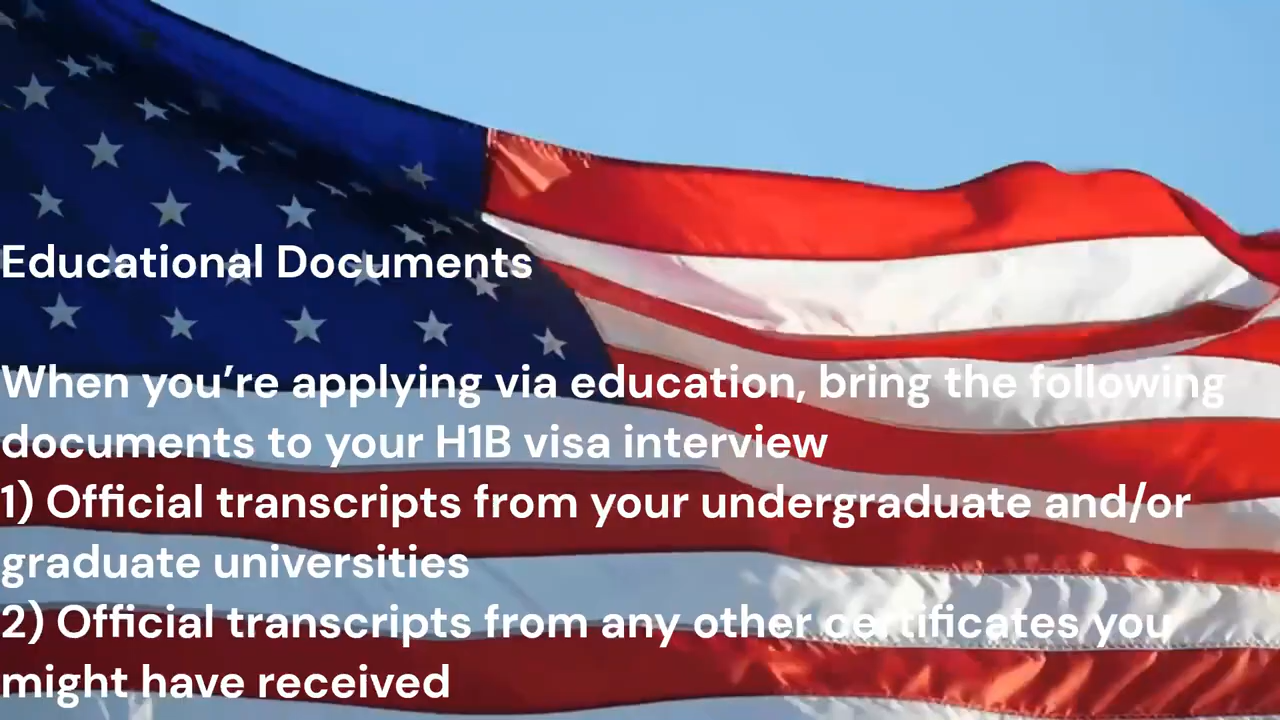 Educational Documents
When you’re applying via education, bring the following
documents to your H1B visa interview
1) Official transcripts from your undergraduate and/or
graduate universities
2) Official transcripts from any other certificates you
might have received